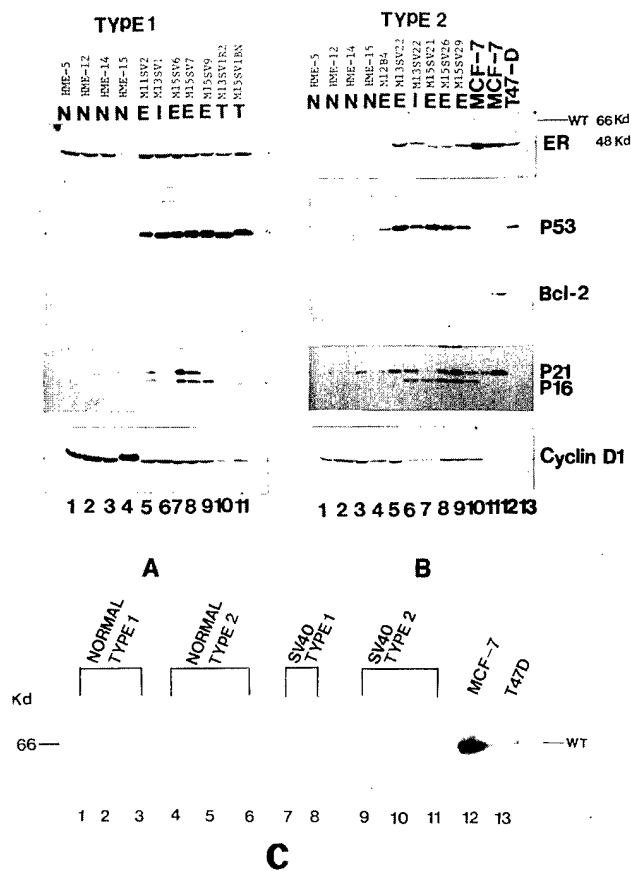 TYPE 1
HME-5 HME-12 HME-14 HME-15 M11SV2 M13SV1 M15SV6 M15SV7 M15SV9 M13SV1R2 M15SV1BN
N N N N E I E E E T T
TYPE 2
HME-5 HME-12 HME-14 HME-15 M12B4 M13SV22 M13SV22 M15SV21 M15SV26 M15SV29 MCF-7 MCF-7 T47-D
N N N N E E I E E E
WT 66 Kd
ER 48 Kd
P53
Bcl-2
P21
P16
Cyclin D1
1 2 3 4 5 6 7 8 9 10 11
1 2 3 4 5 6 7 8 9 10 11 12 13
A
B
NORMAL TYPE 1
NORMAL TYPE 2
SV40 TYPE 1
SV40 TYPE 2
MCF-7
T47D
Kd
66
WT
1 2 3 4 5 6 7 8 9 10 11 12 13
C